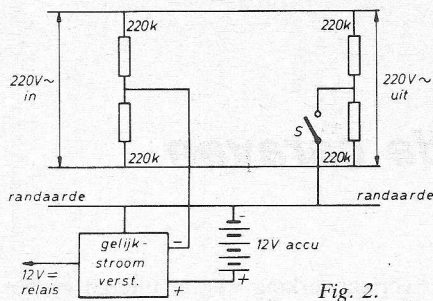 220k
220k
220V~
in
220V~
uit
S
220k
220k
randaarde
randaarde
-
gelijk-
stroom
verst.
-
+
12V accu
+
12V=
relais
Fig. 2.